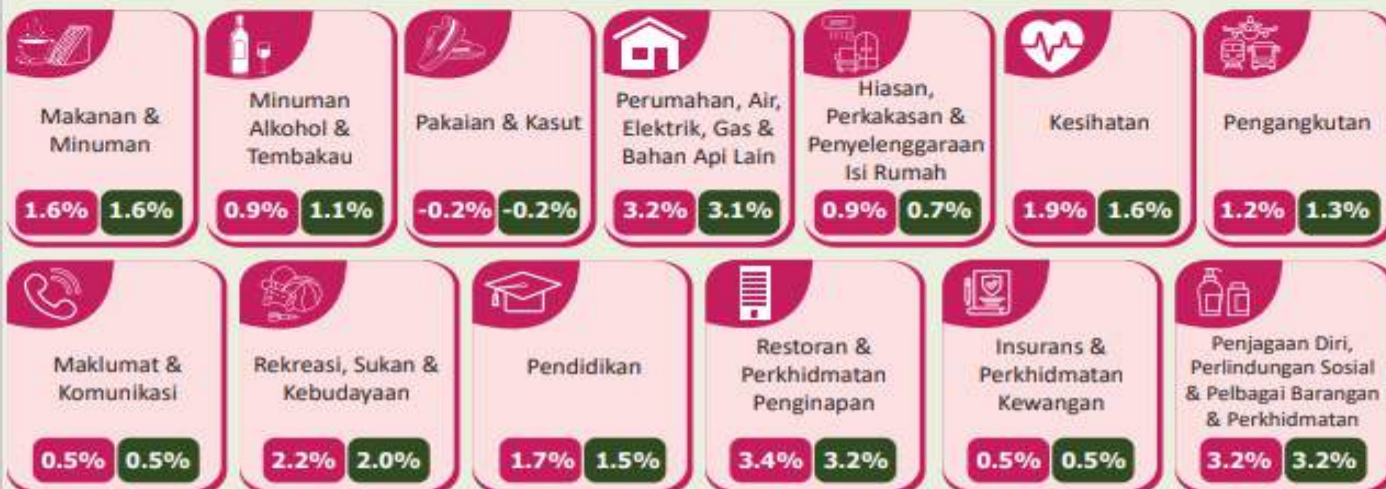 Makanan &
Minuman
1.6% 1.6%
Minuman
Alkohol &
Tembakau
0.9% 1.1%
Pakaian & Kasut
-0.2% -0.2%
Perumahan, Air,
Elektrik, Gas &
Bahan Api Lain
3.2% 3.1%
Hiasan,
Perkakasan &
Penyelenggaraan
Isi Rumah
0.9% 0.7%
Kesihatan
1.9% 1.6%
Pengangkutan
1.2% 1.3%
Maklumat &
Komunikasi
0.5% 0.5%
Rekreasi, Sukan &
Kebudayaan
2.2% 2.0%
Pendidikan
1.7% 1.5%
Restoran &
Perkhidmatan
Penginapan
3.4% 3.2%
Insurans &
Perkhidmatan
Kewangan
0.5% 0.5%
Penjagaan Diri,
Perlindungan Sosial
& Pelbagai Barangan
& Perkhidmatan
3.2% 3.2%